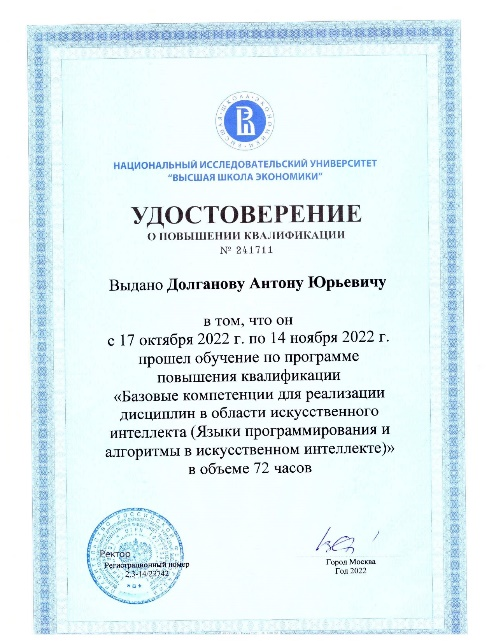 НАЦИОНАЛЬНЫЙ ИССЛЕДОВАТЕЛЬСКИЙ УНИВЕРСИТЕТ
"ВЫСШАЯ ШКОЛА ЭКОНОМИКИ"
УДОСТОВЕРЕНИЕ
О ПОВЫШЕНИИ КВАЛИФИКАЦИИ
№ 241711
Выдано Долганову Антону Юрьевичу
в том, что он
с 17 октября 2022 г. по 14 ноября 2022 г.
прошел обучение по программе
повышения квалификации
«Базовые компетенции для реализации
дисциплин в области искусственного
интеллекта (Языки программирования и
алгоритмы в искусственном интеллекте)»
в объеме 72 часов
Ректор
Регистрационный номер
2.3-14/22742
Город Москва
Год 2022